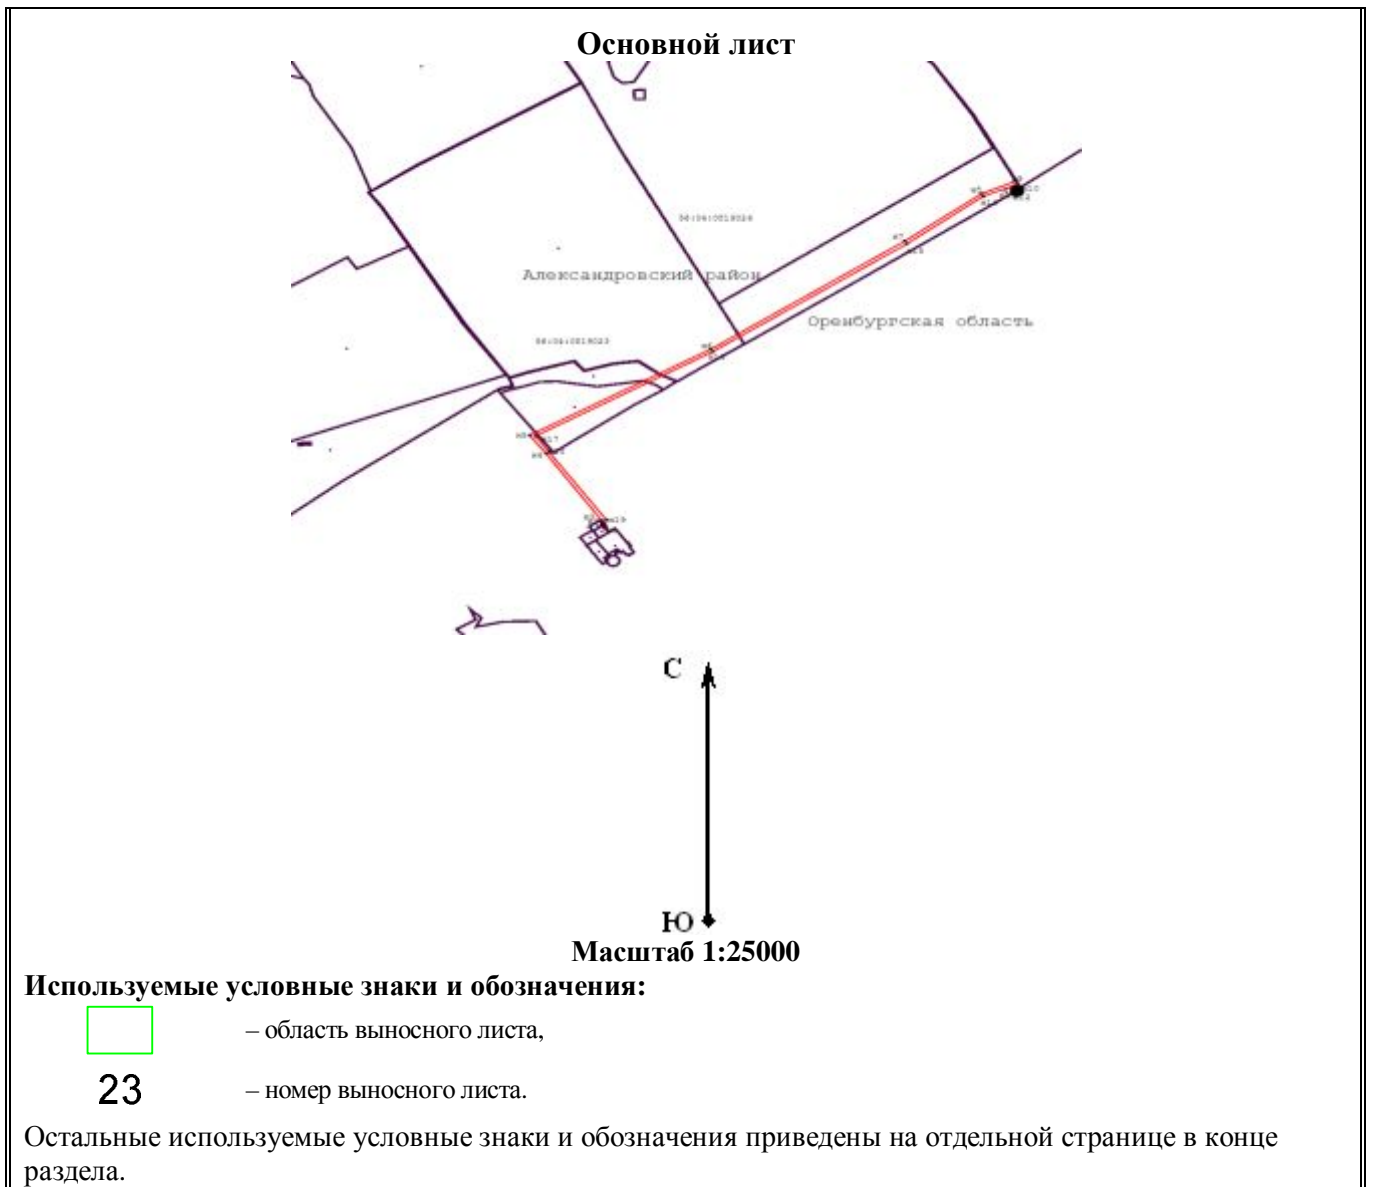 Основной лист
Александровский район
Оренбургская область
С
Ю
Масштаб 1:25000
Используемые условные знаки и обозначения:
– область выносного листа,
23 – номер выносного листа.
Остальные используемые условные знаки и обозначения приведены на отдельной странице в конце
раздела.